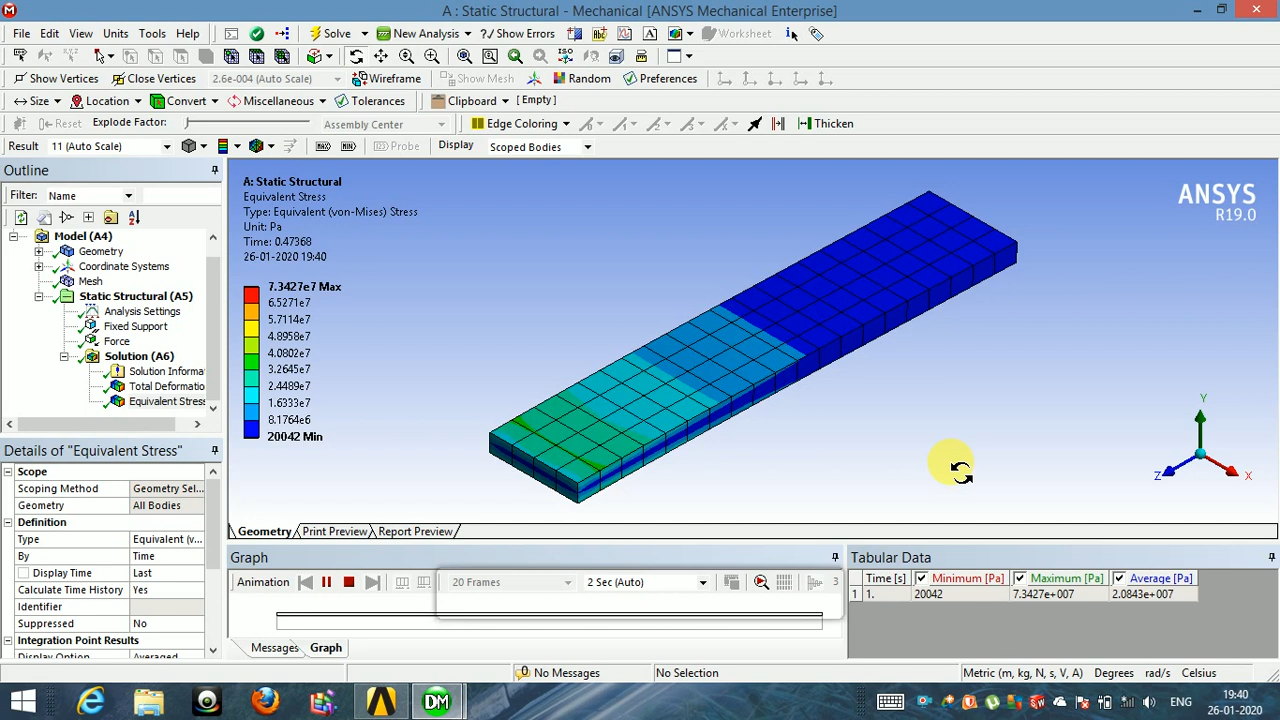 A : Static Structural - Mechanical [ANSYS Mechanical Enterprise]
File Edit View Units Tools Help Solve New Analysis ?/ Show Errors Worksheet
Show Vertices Close Vertices 2.6e-004 (Auto Scale) Wireframe Show Mesh Random Preferences
Size Location Convert Miscellaneous Tolerances Clipboard [ Empty ]
Reset Explode Factor: Assembly Center Edge Coloring Thicken
Result 11 (Auto Scale) Probe Display Scoped Bodies
Outline
Filter: Name
Model (A4)
Geometry
Coordinate Systems
Mesh
Static Structural (A5)
Analysis Settings
Fixed Support
Force
Solution (A6)
Solution Informa
Total Deformatio
Equivalent Stress
Details of "Equivalent Stress"
Scope
Scoping Method Geometry Sel...
Geometry All Bodies
Definition
Type Equivalent (v...
By Time
Display Time Last
Calculate Time History Yes
Identifier
Suppressed No
Integration Point Results
Display Option Averaged
A: Static Structural
Equivalent Stress
Type: Equivalent (von-Mises) Stress
Unit: Pa
Time: 0.47368
26-01-2020 19:40
7.3427e7 Max
6.5271e7
5.7114e7
4.8958e7
4.0802e7
3.2645e7
2.4489e7
1.6333e7
8.1764e6
20042 Min
ANSYS
R19.0
Y
Z
X
Geometry Print Preview Report Preview
Graph
Animation 20 Frames 2 Sec (Auto) 3
Messages Graph
Tabular Data
Time [s] Minimum [Pa] Maximum [Pa] Average [Pa]
1 1. 20042 7.3427e+007 2.0843e+007
No Messages No Selection Metric (m, kg, N, s, V, A) Degrees rad/s Celsius
DM ENG 19:40
26-01-2020